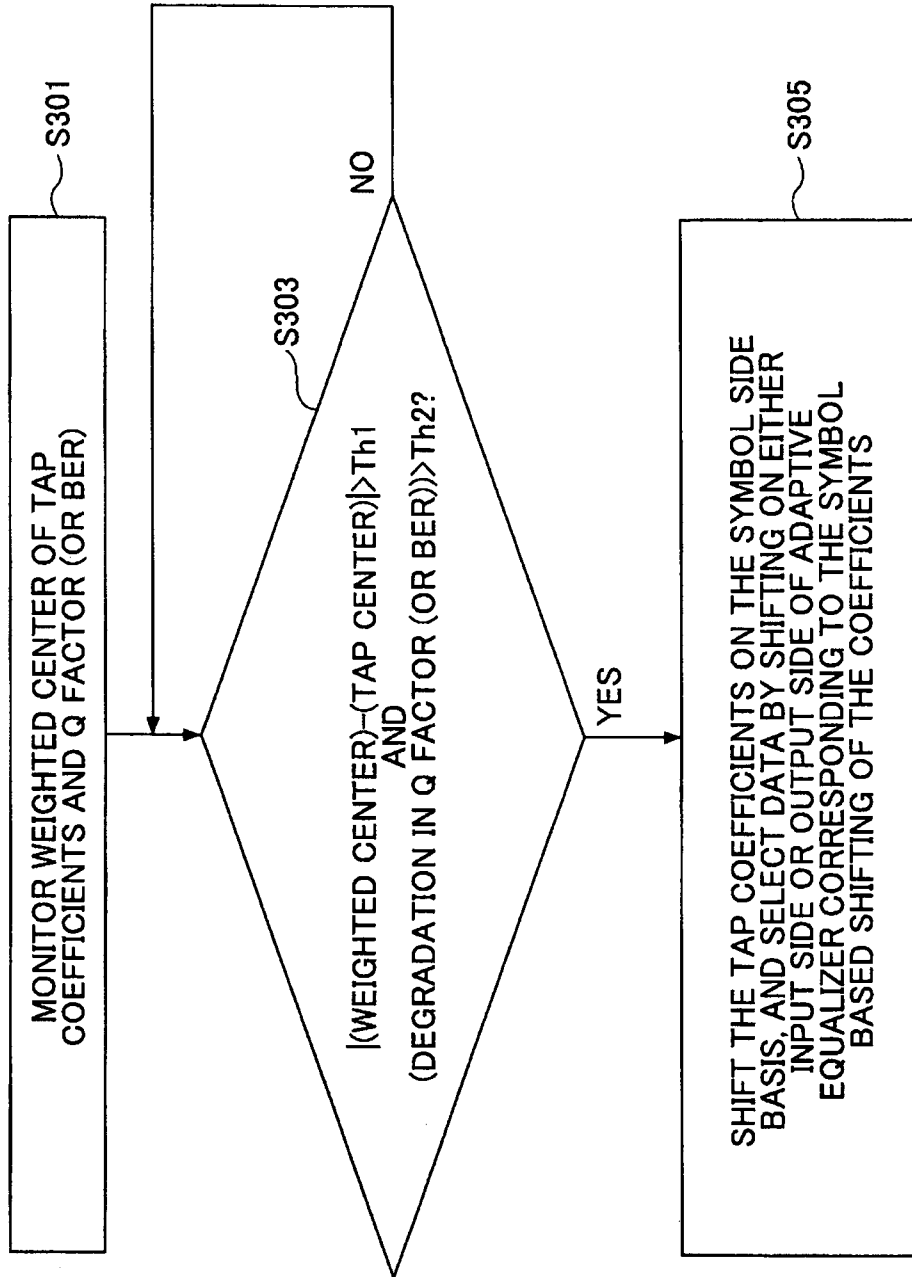 S301
MONITOR WEIGHTED CENTER OF TAP
COEFFICIENTS AND Q FACTOR (OR BER)
S303
|(WEIGHTED CENTER)-(TAP CENTER)|>Th1
AND
(DEGRADATION IN Q FACTOR (OR BER))>Th2?
NO
YES
S305
SHIFT THE TAP COEFFICIENTS ON THE SYMBOL SIDE
BASIS, AND SELECT DATA BY SHIFTING ON EITHER
INPUT SIDE OR OUTPUT SIDE OF ADAPTIVE
EQUALIZER CORRESPONDING TO THE SYMBOL
BASED SHIFTING OF THE COEFFICIENTS